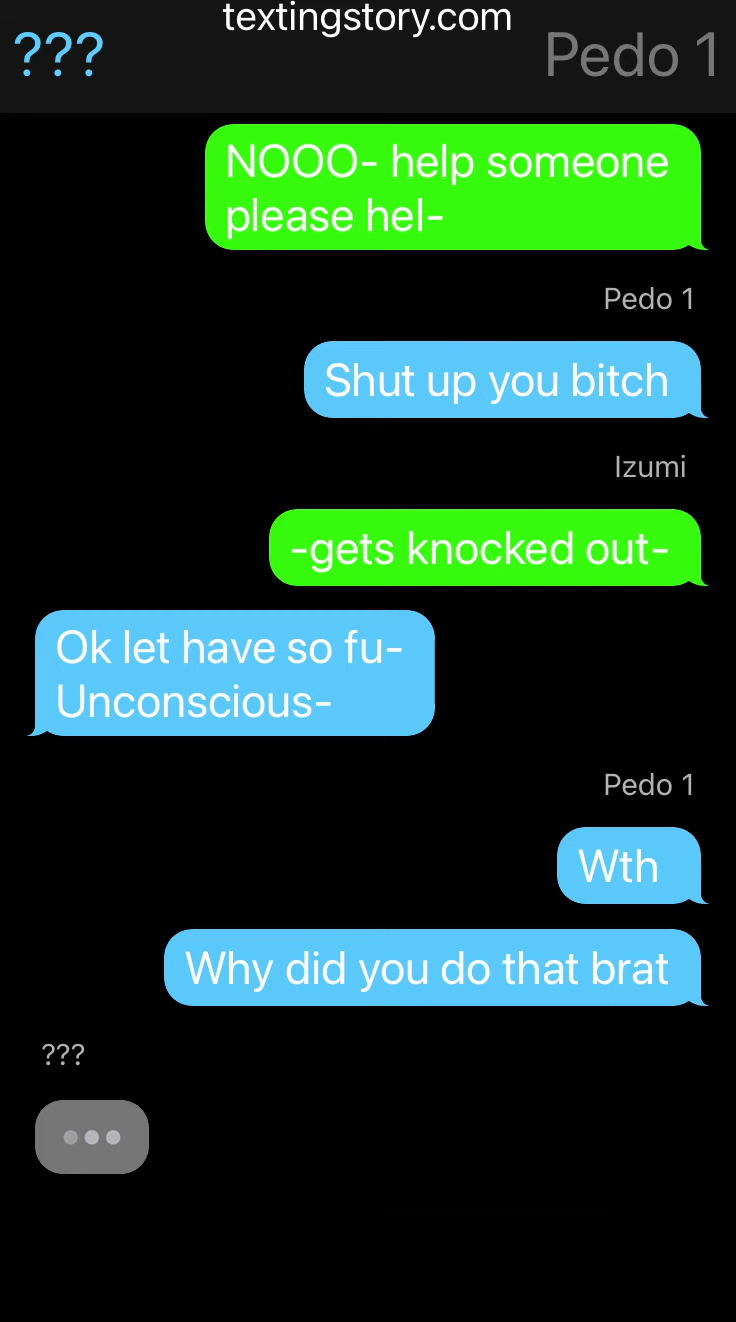 textingstory.com
??? Pedo 1
NOOO- help someone
please hel-
Pedo 1
Shut up you bitch
Izumi
-gets knocked out-
Ok let have so fu-
Unconscious-
Pedo 1
Wth
Why did you do that brat
???